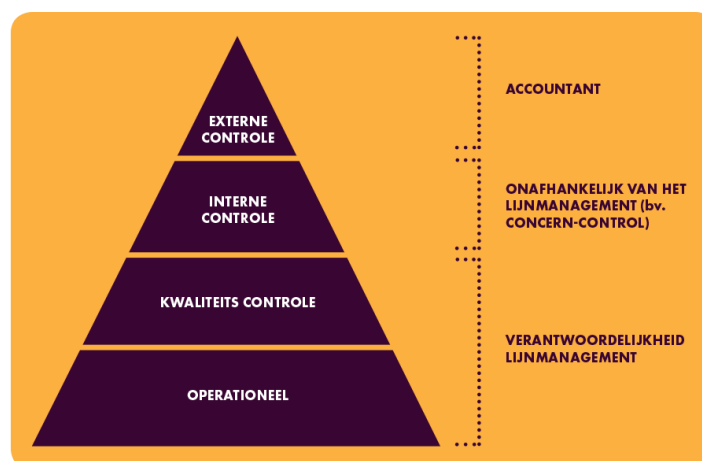 EXTERNE
CONTROLE
ACCOUNTANT
INTERNE
CONTROLE
ONAFHANKELIJK VAN HET
LIJNMANAGEMENT (bv.
CONCERN-CONTROL)
KWALITEITS CONTROLE
OPERATIONEEL
VERANTWOORDELIJKHEID
LIJNMANAGEMENT